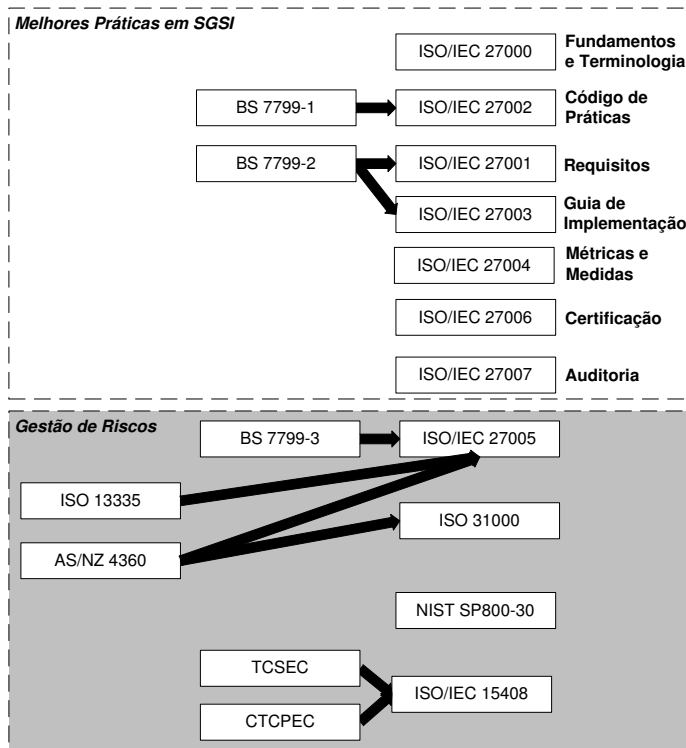 Melhores Práticas em SGSI
ISO/IEC 27000
Fundamentos
e Terminologia
BS 7799-1
ISO/IEC 27002
Código de
Práticas
BS 7799-2
ISO/IEC 27001
Requisitos
ISO/IEC 27003
Guia de
Implementação
ISO/IEC 27004
Métricas e
Medidas
ISO/IEC 27006
Certificação
ISO/IEC 27007
Auditoria
Gestão de Riscos
BS 7799-3
ISO/IEC 27005
ISO 13335
ISO 31000
AS/NZ 4360
NIST SP800-30
TCSEC
ISO/IEC 15408
CTCPEC